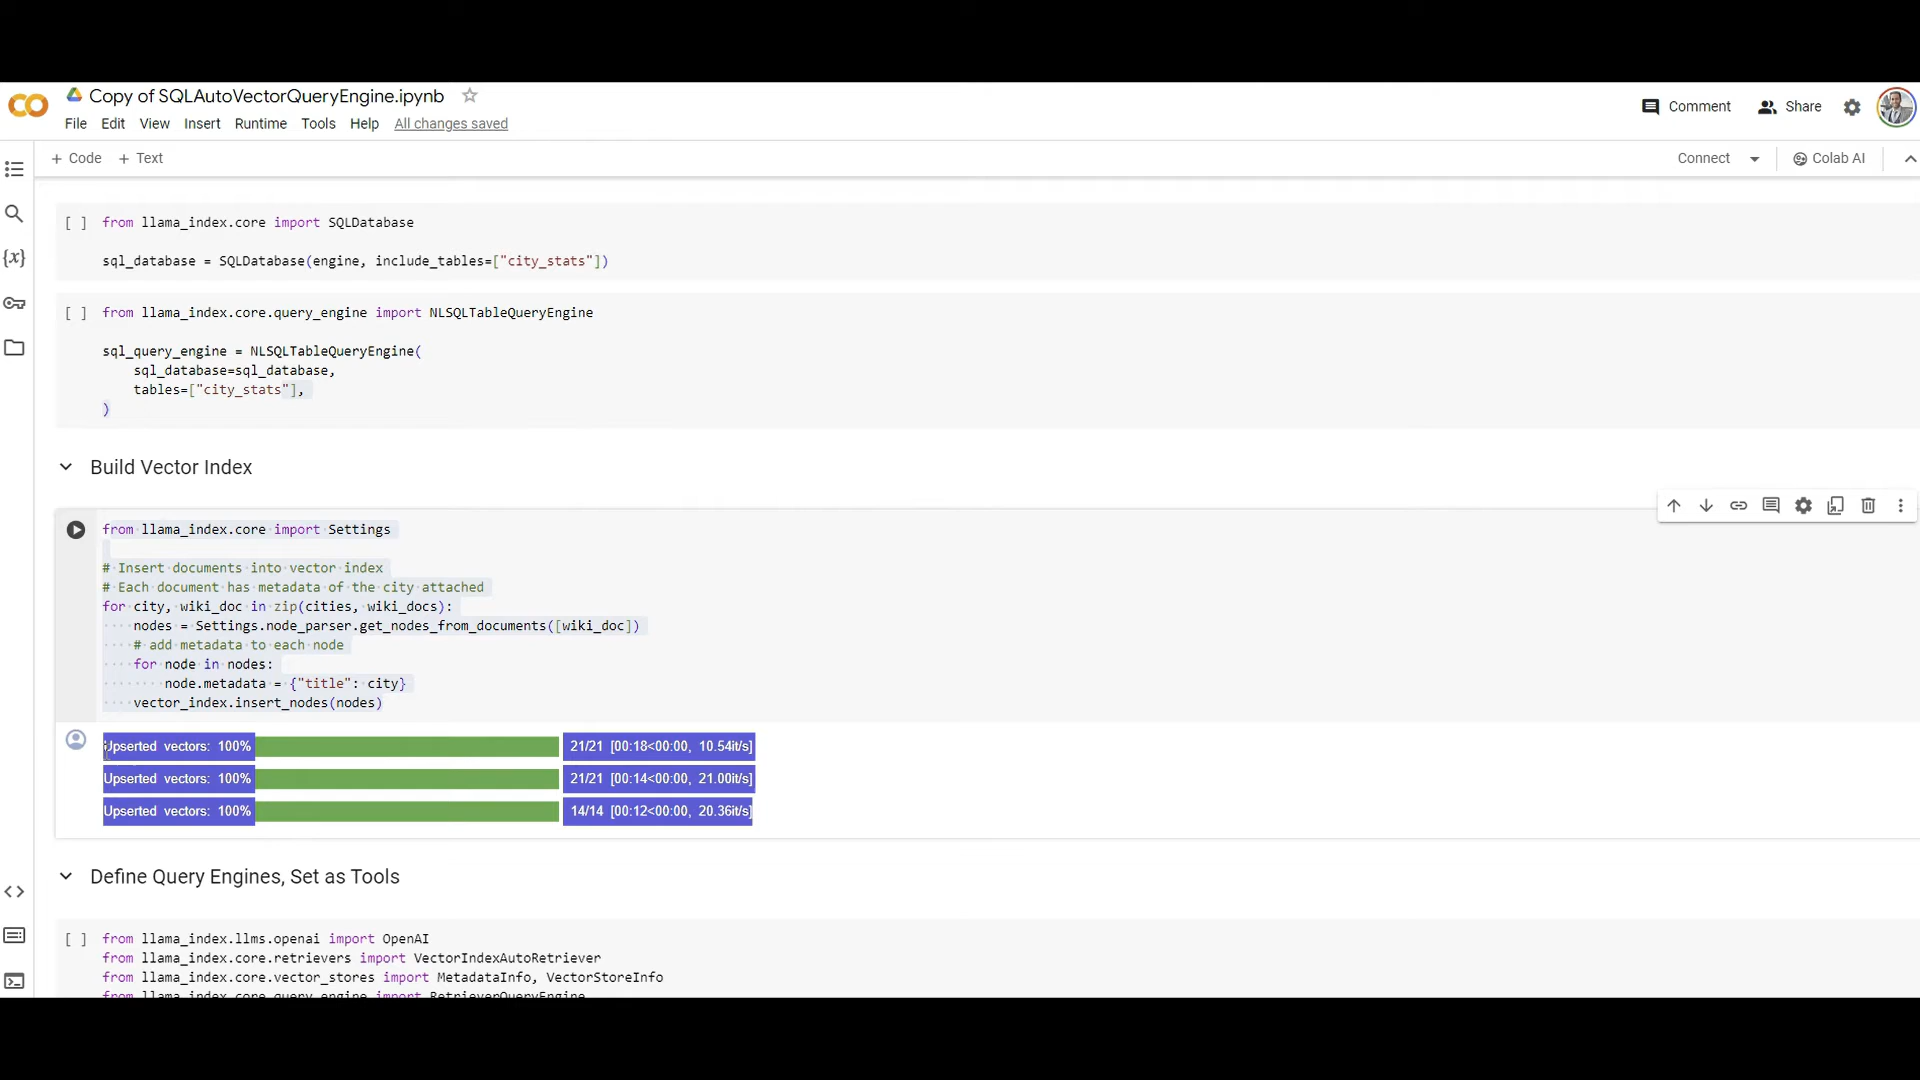 Copy of SQLAutoVectorQueryEngine.ipynb
Comment
Share
File Edit View Insert Runtime Tools Help All changes saved
+ Code + Text
Connect
Colab AI
[ ] from llama_index.core import SQLDatabase
sql_database = SQLDatabase(engine, include_tables=["city_stats"])
[ ] from llama_index.core.query_engine import NLSQLTableQueryEngine
sql_query_engine = NLSQLTableQueryEngine(
sql_database=sql_database,
tables=["city_stats"],
)
Build Vector Index
from llama_index.core import Settings
# Insert documents into vector index
# Each document has metadata of the city attached
for city, wiki_doc in zip(cities, wiki_docs):
nodes = Settings.node_parser.get_nodes_from_documents([wiki_doc])
# add metadata to each node
for node in nodes:
node.metadata = {"title": city}
vector_index.insert_nodes(nodes)
Upserted vectors: 100% 21/21 [00:18<00:00, 10.54it/s]
Upserted vectors: 100% 21/21 [00:14<00:00, 21.00it/s]
Upserted vectors: 100% 14/14 [00:12<00:00, 20.36it/s]
Define Query Engines, Set as Tools
[ ] from llama_index.llms.openai import OpenAI
from llama_index.core.retrievers import VectorIndexAutoRetriever
from llama_index.core.vector_stores import MetadataInfo, VectorStoreInfo
from llama_index.core.query_engine import RetrieverQueryEngine